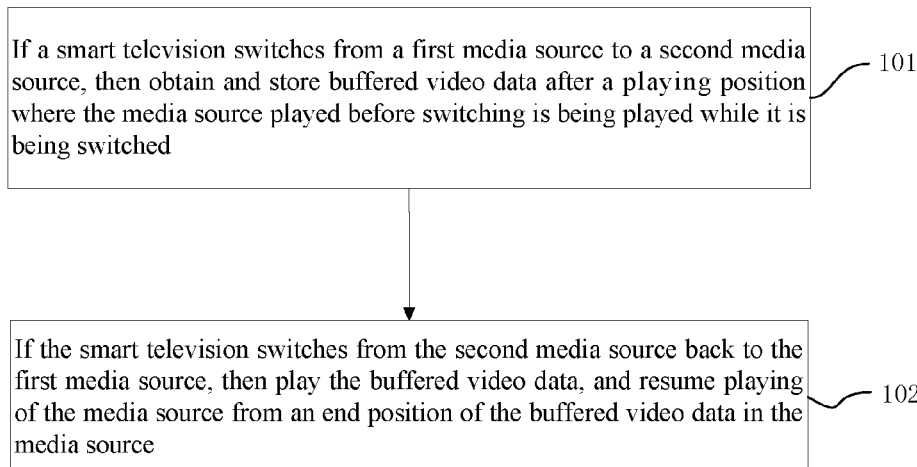 If a smart television switches from a first media source to a second media
source, then obtain and store buffered video data after a playing position
where the media source played before switching is being played while it is
being switched
101
If the smart television switches from the second media source back to the
first media source, then play the buffered video data, and resume playing
of the media source from an end position of the buffered video data in the
media source
102